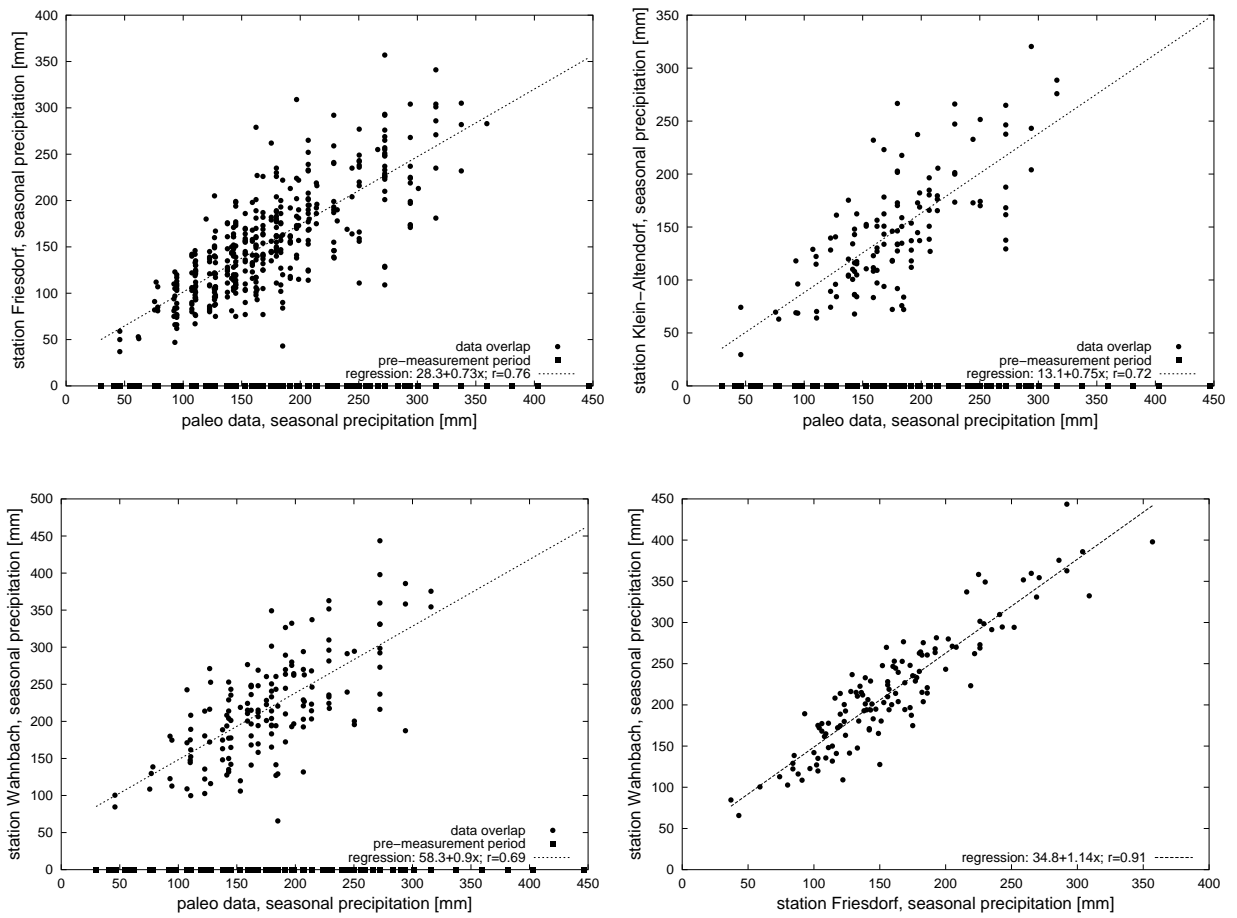 400
350
300
250
200
150
100
50
0
station Friesdorf, seasonal precipitation [mm]
data overlap
pre-measurement period
regression: 28.3+0.73x; r=0.76
0 50 100 150 200 250 300 350 400 450
paleo data, seasonal precipitation [mm]
350
300
250
200
150
100
50
0
station Klein-Altendorf, seasonal precipitation [mm]
data overlap
pre-measurement period
regression: 13.1+0.75x; r=0.72
0 50 100 150 200 250 300 350 400 450
paleo data, seasonal precipitation [mm]
500
450
400
350
300
250
200
150
100
50
0
station Wahnbach, seasonal precipitation [mm]
data overlap
pre-measurement period
regression: 58.3+0.9x; r=0.69
0 50 100 150 200 250 300 350 400 450
paleo data, seasonal precipitation [mm]
450
400
350
300
250
200
150
100
50
0
station Wahnbach, seasonal precipitation [mm]
regression: 34.8+1.14x; r=0.91
0 50 100 150 200 250 300 350 400
station Friesdorf, seasonal precipitation [mm]